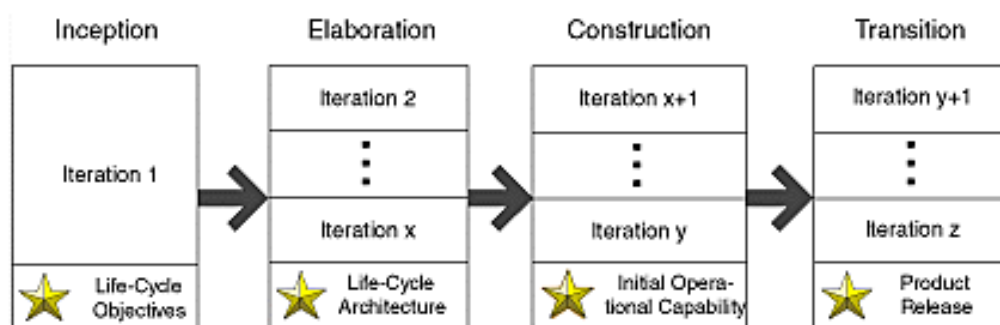 Inception
Elaboration
Construction
Transition
Iteration 1
Iteration 2
Iteration x
Iteration x+1
Iteration y
Iteration y+1
Iteration z
Life-Cycle
Objectives
Life-Cycle
Architecture
Initial Opera-
tional Capability
Product
Release